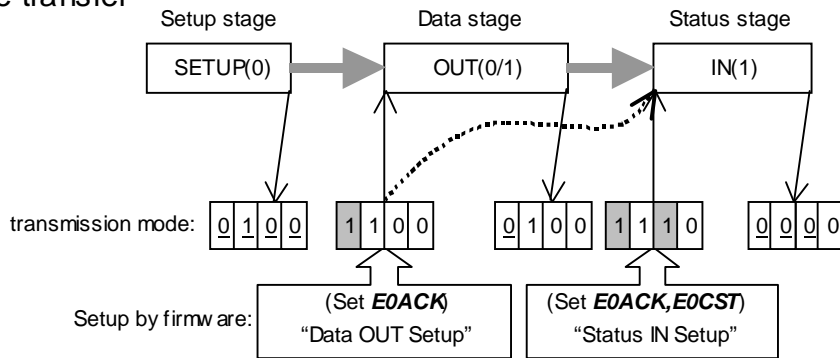 transfer
Setup stage Data stage Status stage
SETUP(0) OUT(0/1) IN(1)
transmission mode: 0 1 0 0 1 1 0 0 0 1 0 0 1 1 1 0 0 0 0 0
(Set E0ACK) (Set E0ACK,E0CST)
Setup by firmware: "Data OUT Setup" "Status IN Setup"